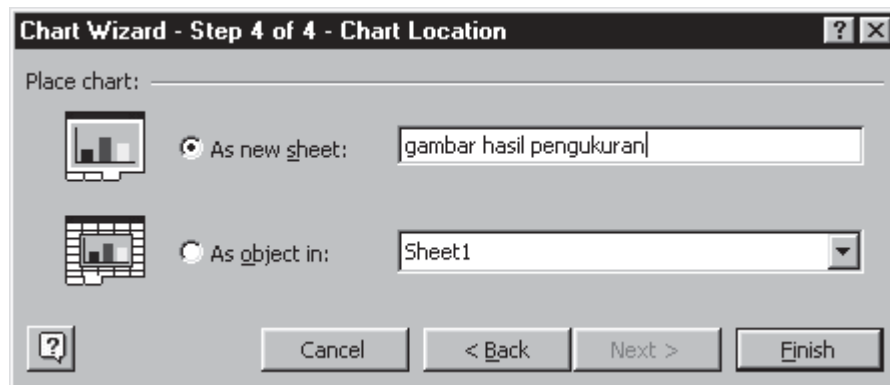 Chart Wizard - Step 4 of 4 - Chart Location
Place chart:
As new sheet: gambar hasil pengukuran
As object in: Sheet1
Cancel < Back Next > Finish